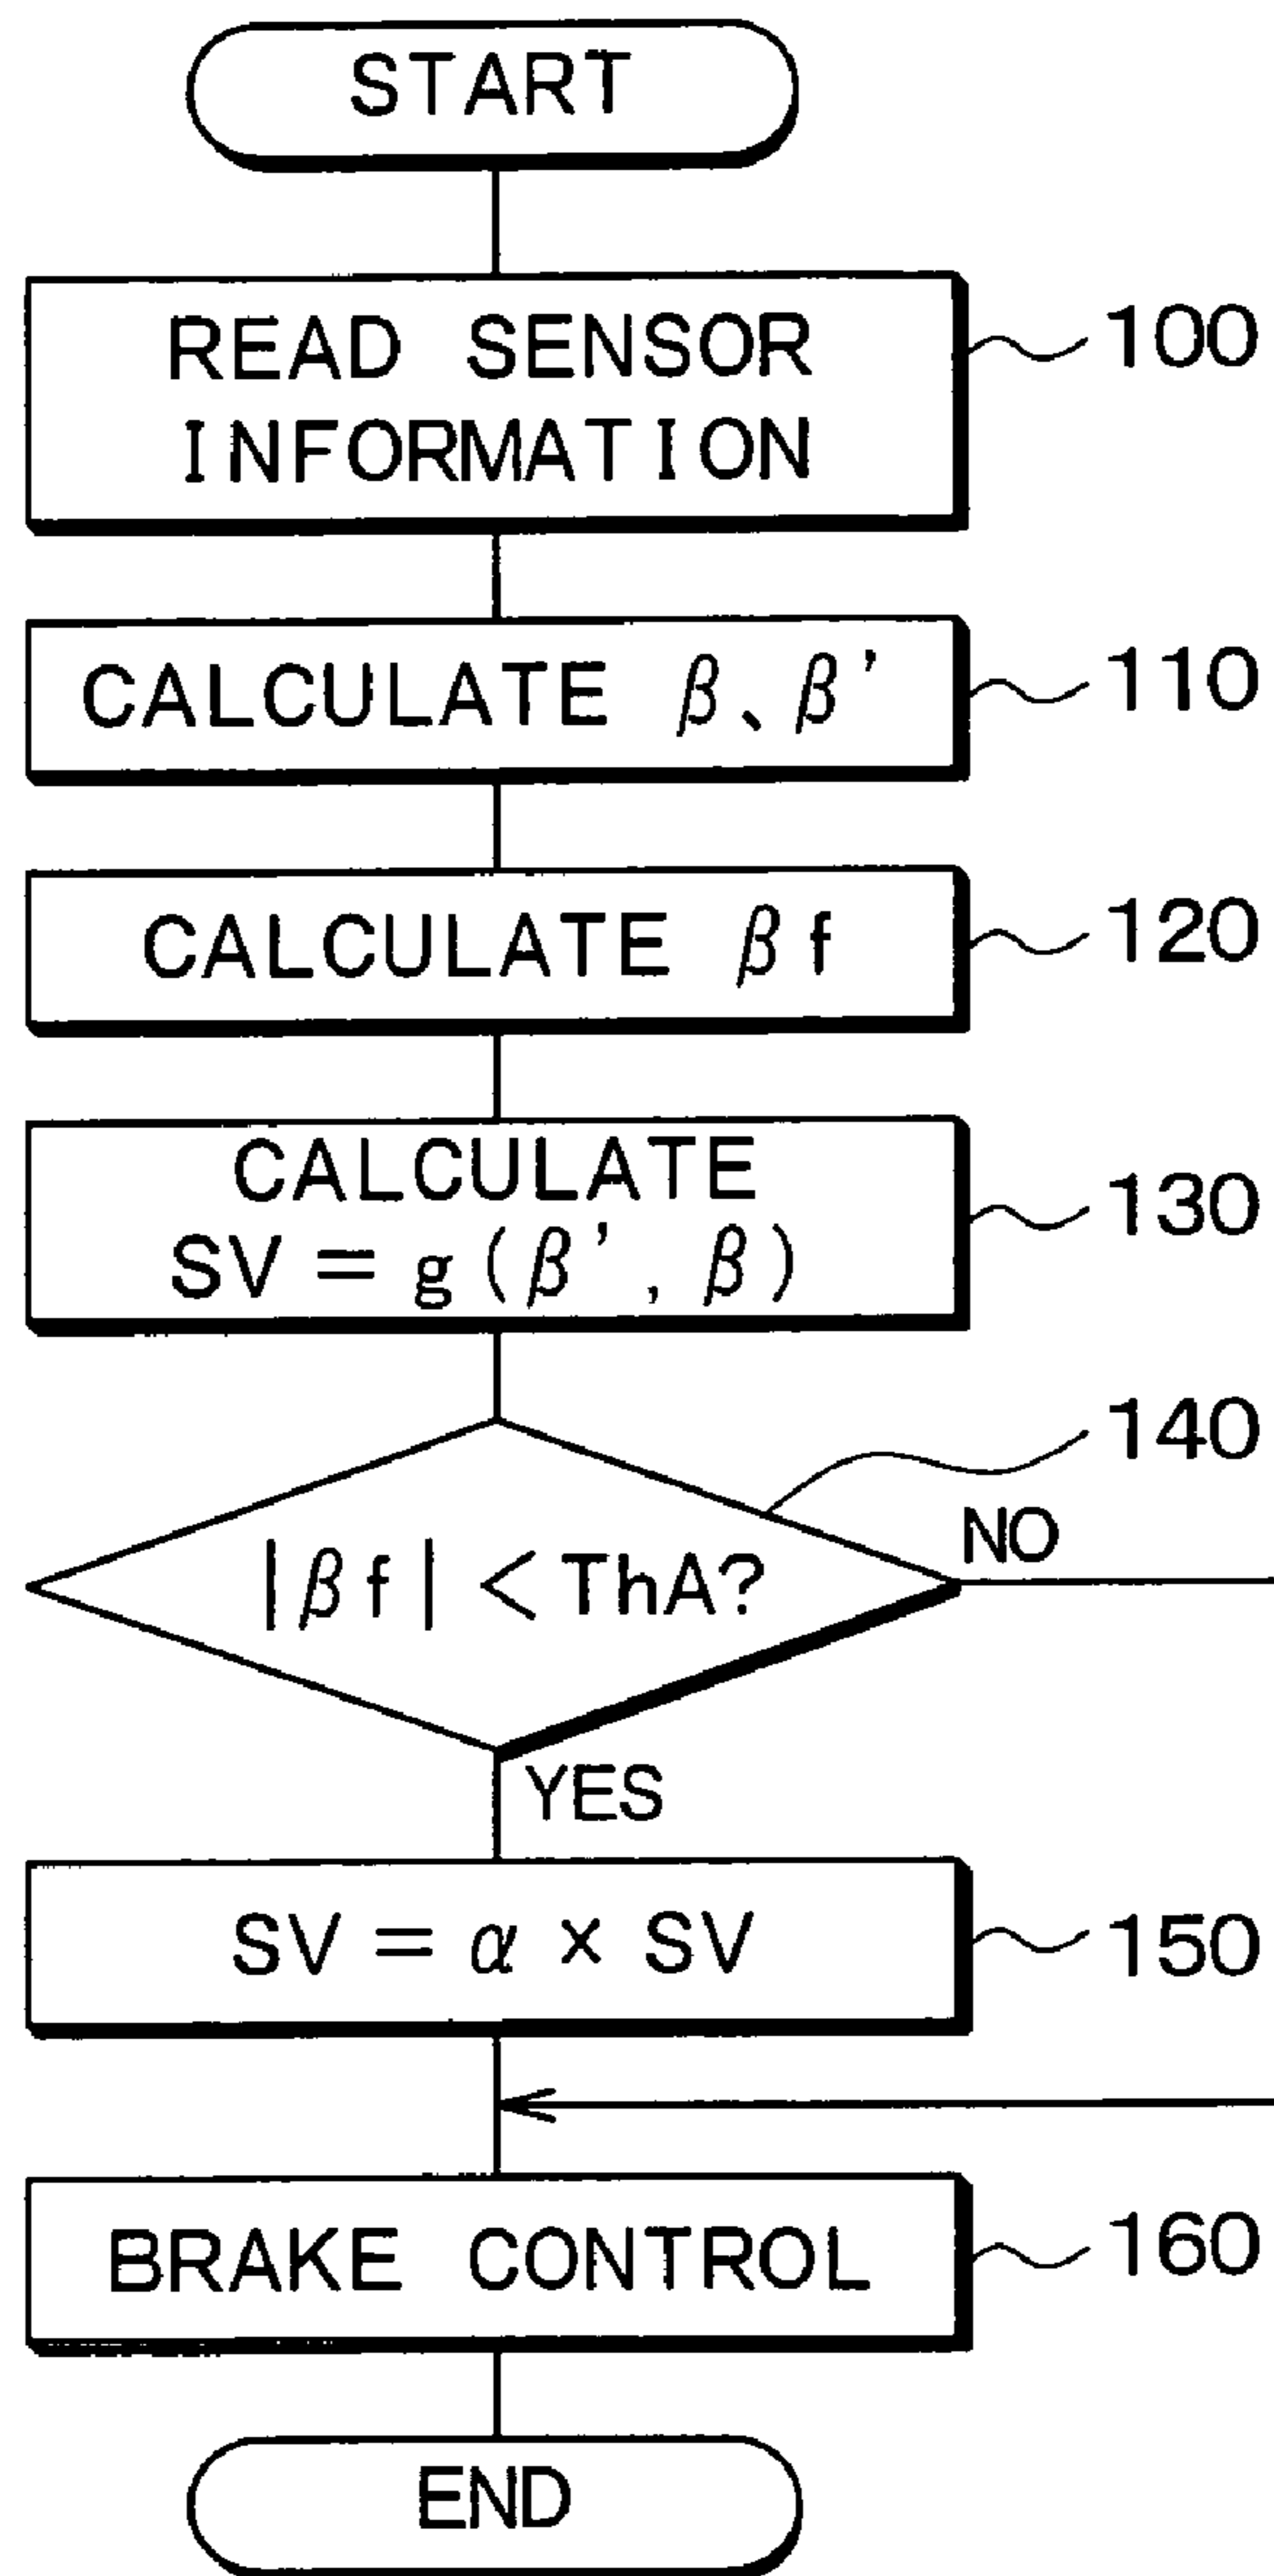 START
READ SENSOR
INFORMATION
100
CALCULATE β、β'
110
CALCULATE βf
120
CALCULATE
SV = g (β' , β)
130
140
|βf| < ThA?
NO
YES
SV = α × SV
150
BRAKE CONTROL
160
END